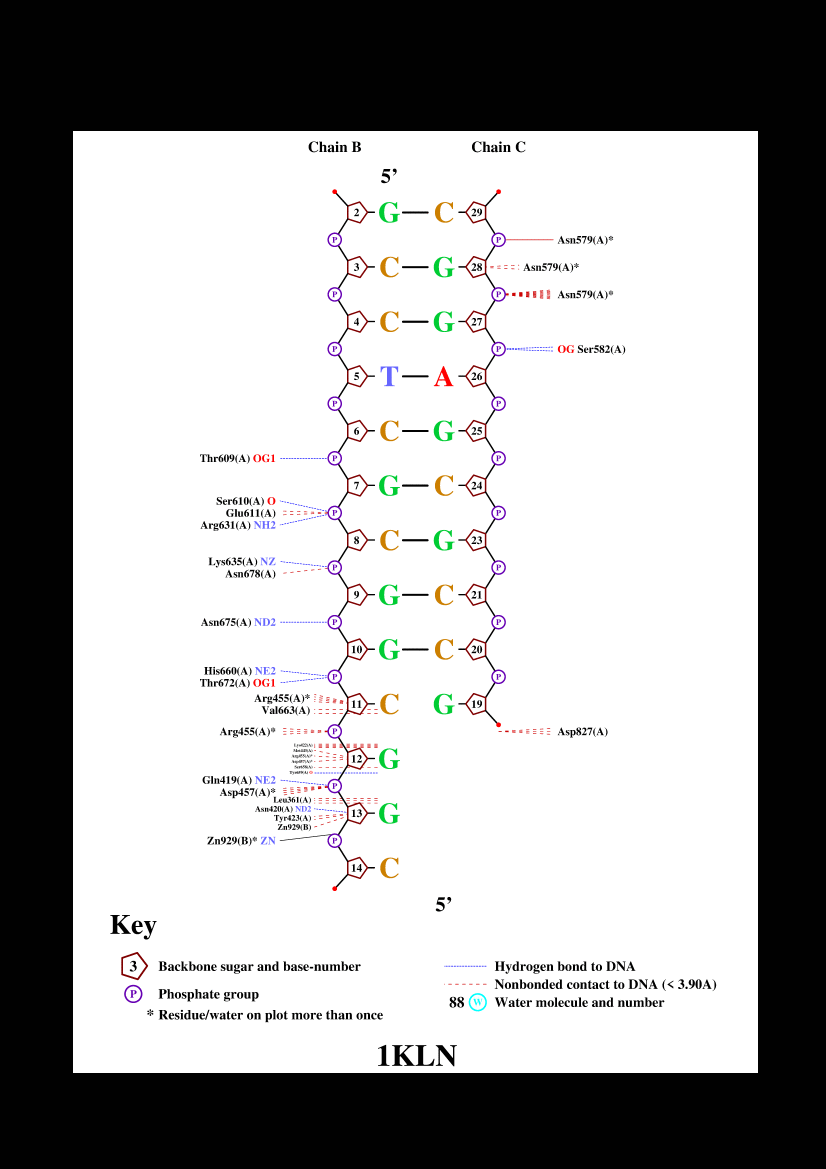 Chain B Chain C
5’
2 G C 29
P P Asn579(A)*
3 C G 28 Asn579(A)*
P P Asn579(A)*
4 C G 27
P P OG Ser582(A)
5 T A 26
P P
6 C G 25
Thr609(A) OG1 P P
7 G C 24
Ser610(A) O
Glu611(A) P P
Arg631(A) NH2
8 C G 23
Lys635(A) NZ P P
Asn678(A)
9 G C 21
Asn675(A) ND2 P P
10 G C 20
His660(A) NE2 P P
Thr672(A) OG1
Arg455(A)*
11 C G 19
Val663(A)
Arg455(A)* P Asp827(A)
12 G
Gln419(A) NE2 P
Asp457(A)*
Leu361(A)
Asn420(A) ND2
13 G
Tyr423(A)
Zn929(B)
Zn929(B)* ZN P
14 C
5’
Key
3 Backbone sugar and base-number
P Phosphate group
* Residue/water on plot more than once
Hydrogen bond to DNA
Nonbonded contact to DNA (< 3.90A)
88 W Water molecule and number
1KLN